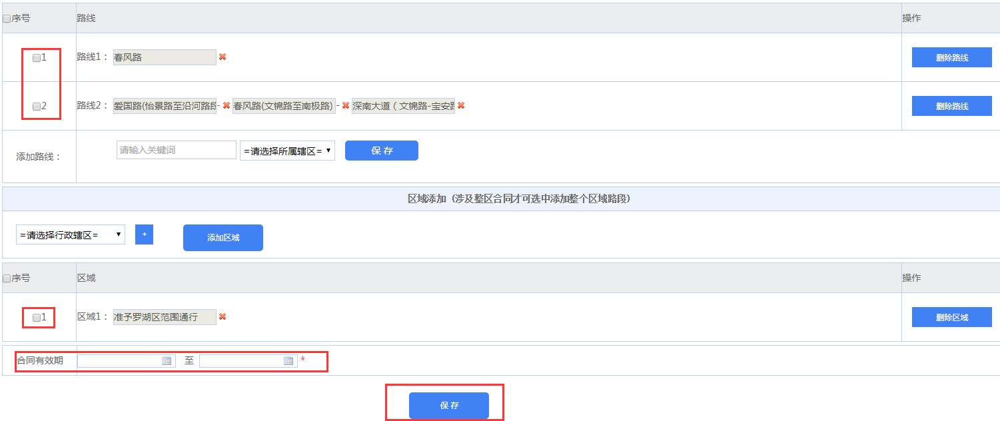 序号 路线 操作
1 路线1： 春风路 删除路线
2 路线2： 爱国路(怡景路至沿河路段- 春风路(文锦路至南极路) - 深南大道（文锦路-宝安路 删除路线
添加路线： 请输入关键词 =请选择所属辖区= 保 存
区域添加 (涉及整区合同才可选中添加整个区域路段)
=请选择行政辖区= + 添加区域
序号 区域 操作
1 区域1： 准予罗湖区范围通行 删除区域
合同有效期 至 *
保 存